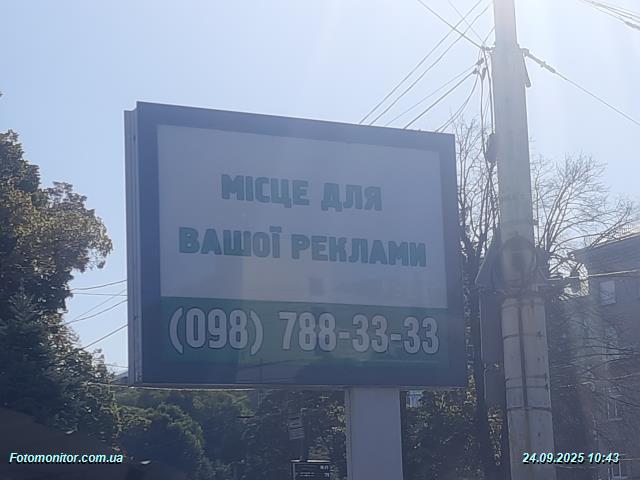 МІСЦЕ ДЛЯ
ВАШОЇ РЕКЛАМИ
(098) 788-33-33
Fotomonitor.com.ua
24.09.2025 10:43